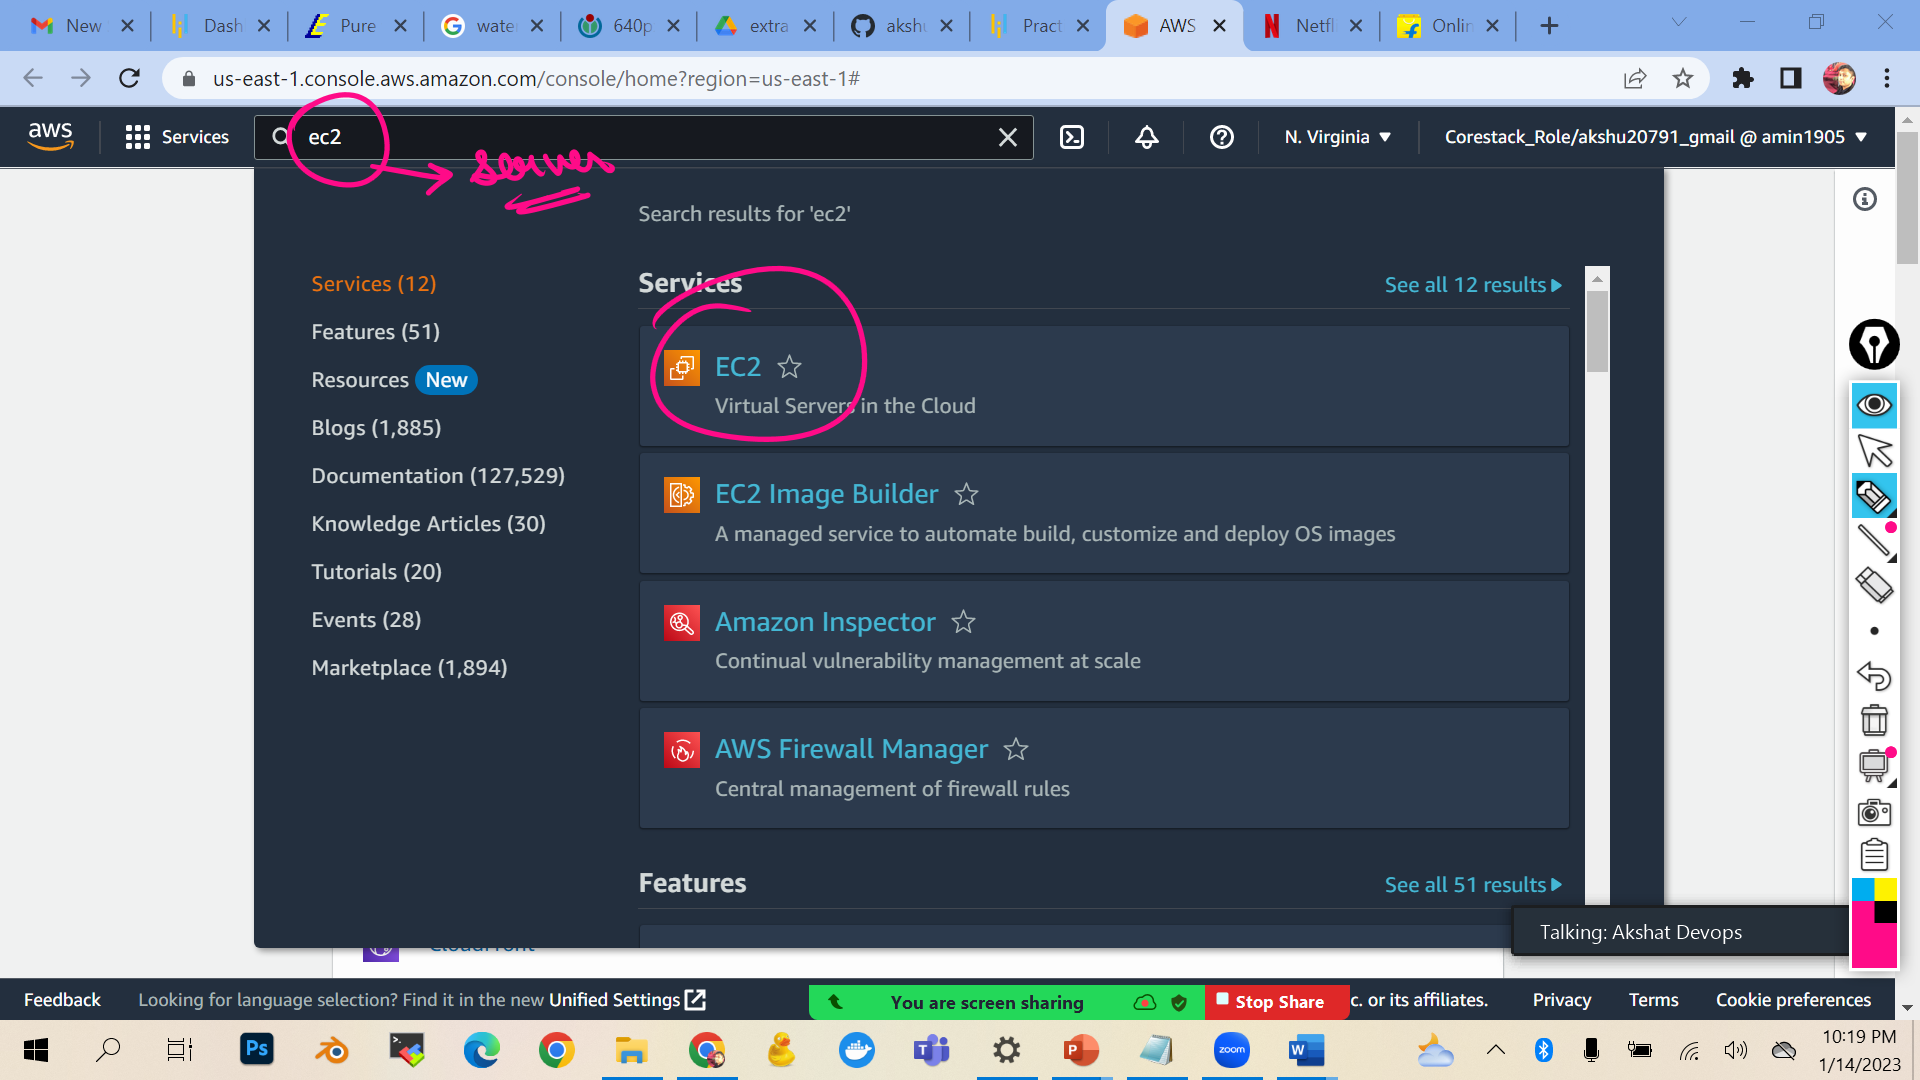 New
Dash
Pure
wate
640p
extra
akshu
Pract
AWS
Netfl
Onlin
us-east-1.console.aws.amazon.com/console/home?region=us-east-1#
aws
Services
ec2
N. Virginia
Corestack_Role/akshu20791_gmail @ amin1905
Server
Search results for 'ec2'
Services (12)
Features (51)
Resources New
Blogs (1,885)
Documentation (127,529)
Knowledge Articles (30)
Tutorials (20)
Events (28)
Marketplace (1,894)
Services
See all 12 results
EC2
Virtual Servers in the Cloud
EC2 Image Builder
A managed service to automate build, customize and deploy OS images
Amazon Inspector
Continual vulnerability management at scale
AWS Firewall Manager
Central management of firewall rules
Features
See all 51 results
CloudFront
Talking: Akshat Devops
Feedback
Looking for language selection? Find it in the new Unified Settings
You are screen sharing
Stop Share
c. or its affiliates.
Privacy
Terms
Cookie preferences
Ps
P
zoom
W
10:19 PM
1/14/2023